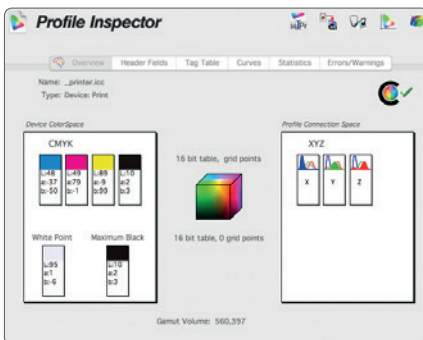 Profile Inspector
Overview
Header Fields
Tag Table
Curves
Statistics
Errors/Warnings
Name: _printer.icc
Type: Device: Print
Device ColorSpace
Profile Connection Space
CMYK
L:48
a:-37
b:-50
L:49
a:79
b:-1
L:89
a:-9
b:90
L:10
a:2
b:3
16 bit table, grid points
XYZ
X
Y
Z
White Point
Maximum Black
L:95
a:1
b:-6
L:10
a:2
b:3
16 bit table, 0 grid points
Gamut Volume: 560,397